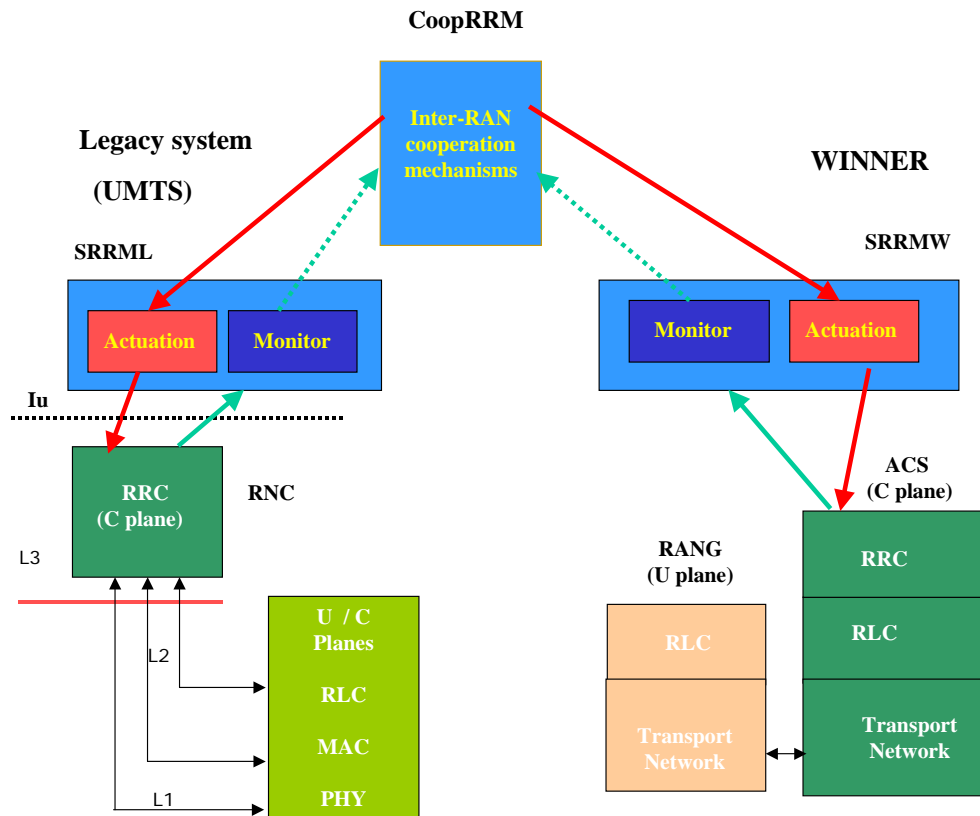 CoopRRM
Inter-RAN
cooperation
mechanisms
Legacy system
(UMTS)
WINNER
SRRML
SRRMW
Actuation
Monitor
Monitor
Actuation
Iu
RRC
(C plane)
RNC
ACS
(C plane)
L3
RANG
(U plane)
RRC
U / C
Planes
RLC
MAC
PHY
L2
L1
RLC
RLC
Transport
Network
Transport
Network